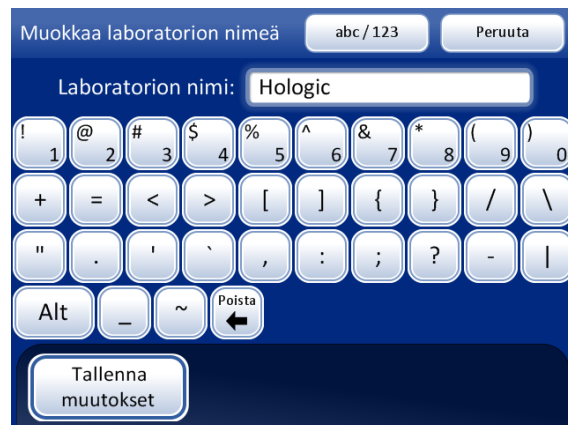 Muokkaa laboratorion nimeä abc / 123 Peruuta
Laboratorion nimi: Hologic
! 1 @ 2 # 3 $ 4 % 5 ^ 6 & 7 * 8 ( 9 ) 0
+ = < > [ ] { } / \
" . ' ` , : ; ? - |
Alt _ ~ Poista
Tallenna
muutokset